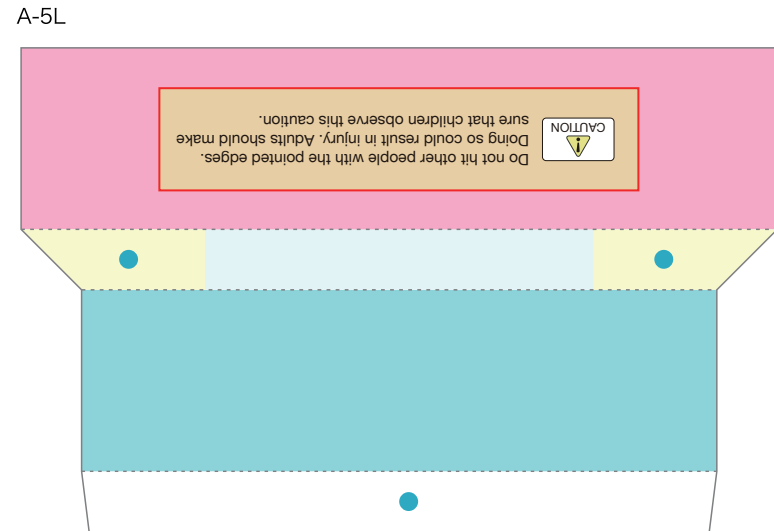 A-5L
CAUTION
Do not hit other people with the pointed edges.
Doing so could result in injury. Adults should make
sure that children observe this caution.